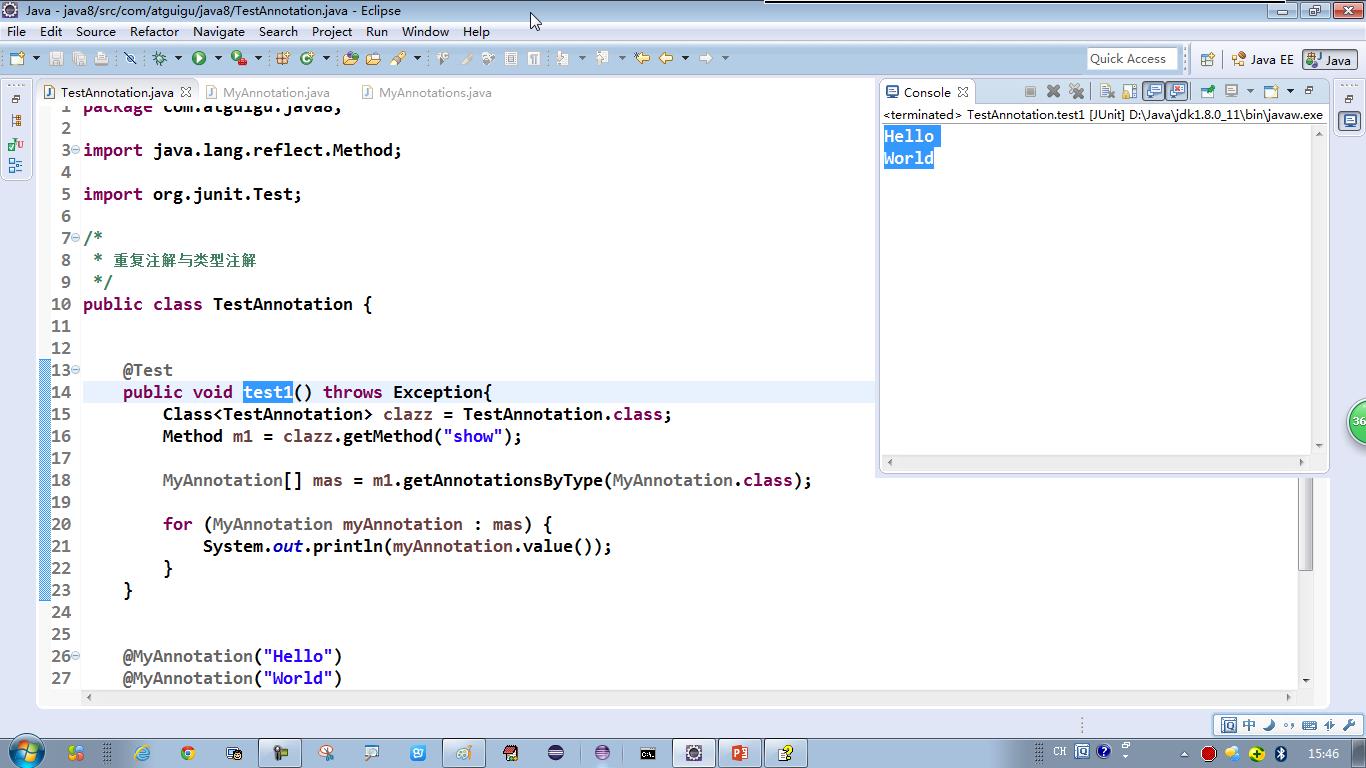 Java - java8/src/com/atguigu/java8/TestAnnotation.java - Eclipse
File Edit Source Refactor Navigate Search Project Run Window Help
Quick Access
Java EE
Java
TestAnnotation.java
MyAnnotation.java
MyAnnotations.java
1 package com.atguigu.java8;
2
3 import java.lang.reflect.Method;
4
5 import org.junit.Test;
6
7 /*
8 * 重复注解与类型注解
9 */
10 public class TestAnnotation {
11
12
13 @Test
14 public void test1() throws Exception{
15 Class<TestAnnotation> clazz = TestAnnotation.class;
16 Method m1 = clazz.getMethod("show");
17
18 MyAnnotation[] mas = m1.getAnnotationsByType(MyAnnotation.class);
19
20 for (MyAnnotation myAnnotation : mas) {
21 System.out.println(myAnnotation.value());
22 }
23 }
24
25
26 @MyAnnotation("Hello")
27 @MyAnnotation("World")
Console
<terminated> TestAnnotation.test1 [JUnit] D:\Java\jdk1.8.0_11\bin\javaw.exe
Hello
World
36
中
CH
15:46